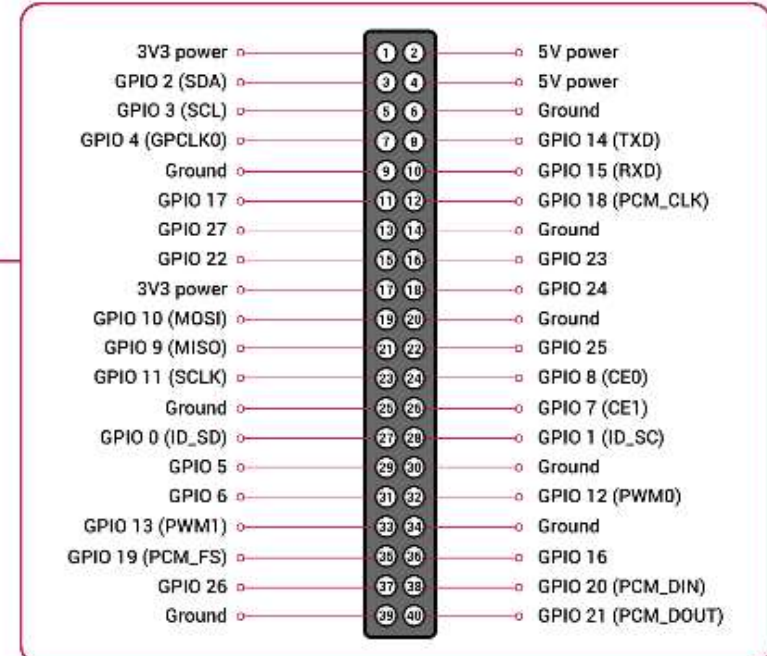 3V3 power 1 2 5V power
GPIO 2 (SDA) 3 4 5V power
GPIO 3 (SCL) 5 6 Ground
GPIO 4 (GPCLK0) 7 8 GPIO 14 (TXD)
Ground 9 10 GPIO 15 (RXD)
GPIO 17 11 12 GPIO 18 (PCM_CLK)
GPIO 27 13 14 Ground
GPIO 22 15 16 GPIO 23
3V3 power 17 18 GPIO 24
GPIO 10 (MOSI) 19 20 Ground
GPIO 9 (MISO) 21 22 GPIO 25
GPIO 11 (SCLK) 23 24 GPIO 8 (CE0)
Ground 25 26 GPIO 7 (CE1)
GPIO 0 (ID_SD) 27 28 GPIO 1 (ID_SC)
GPIO 5 29 30 Ground
GPIO 6 31 32 GPIO 12 (PWM0)
GPIO 13 (PWM1) 33 34 Ground
GPIO 19 (PCM_FS) 35 36 GPIO 16
GPIO 26 37 38 GPIO 20 (PCM_DIN)
Ground 39 40 GPIO 21 (PCM_DOUT)